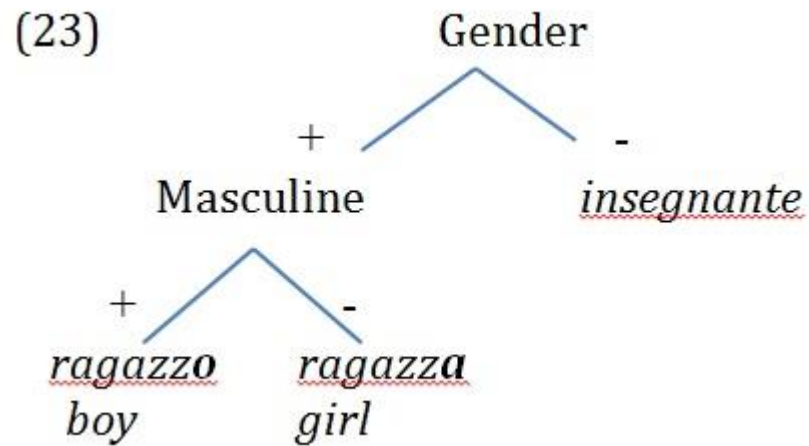 (23) Gender
+ -
Masculine insegnante
+ -
ragazzo ragazza
boy girl